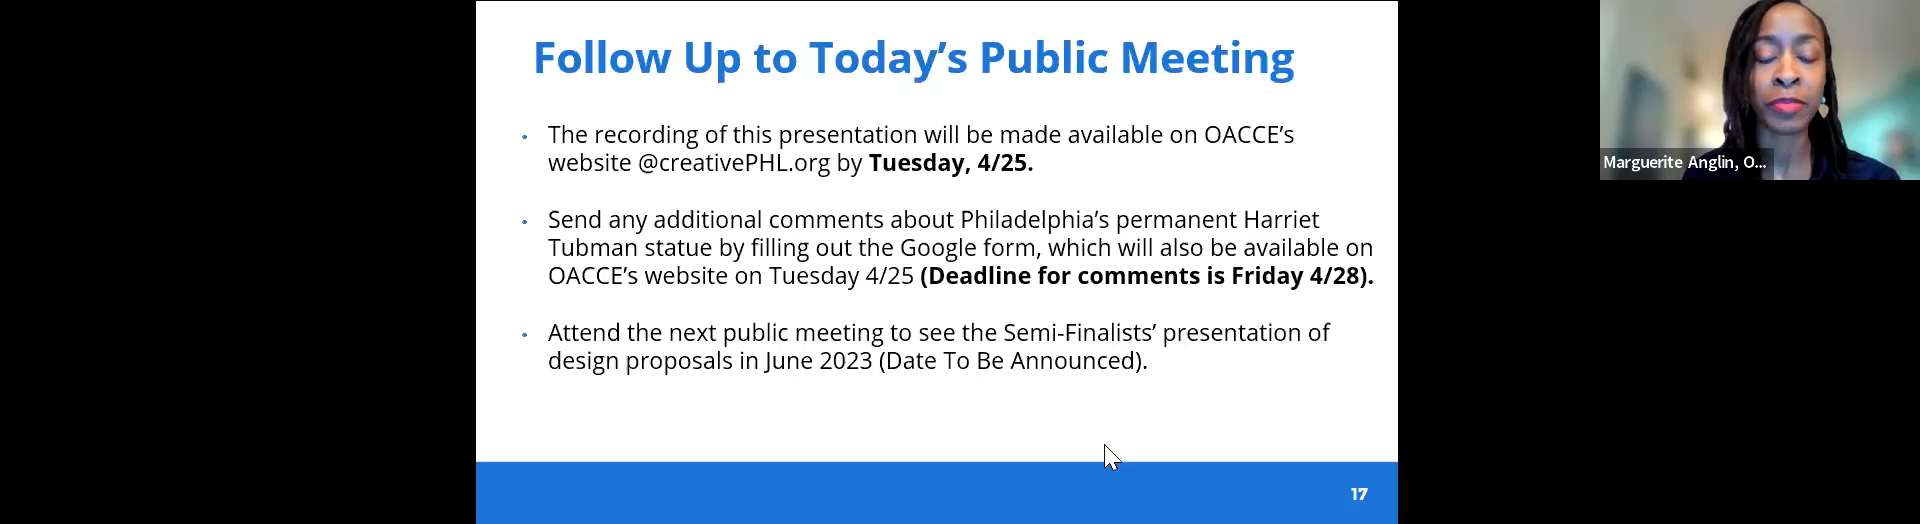 Follow Up to Today's Public Meeting
• The recording of this presentation will be made available on OACCE's
website @creativePHL.org by Tuesday, 4/25.
• Send any additional comments about Philadelphia's permanent Harriet
Tubman statue by filling out the Google form, which will also be available on
OACCE's website on Tuesday 4/25 (Deadline for comments is Friday 4/28).
• Attend the next public meeting to see the Semi-Finalists' presentation of
design proposals in June 2023 (Date To Be Announced).
17
Marguerite Anglin, O...